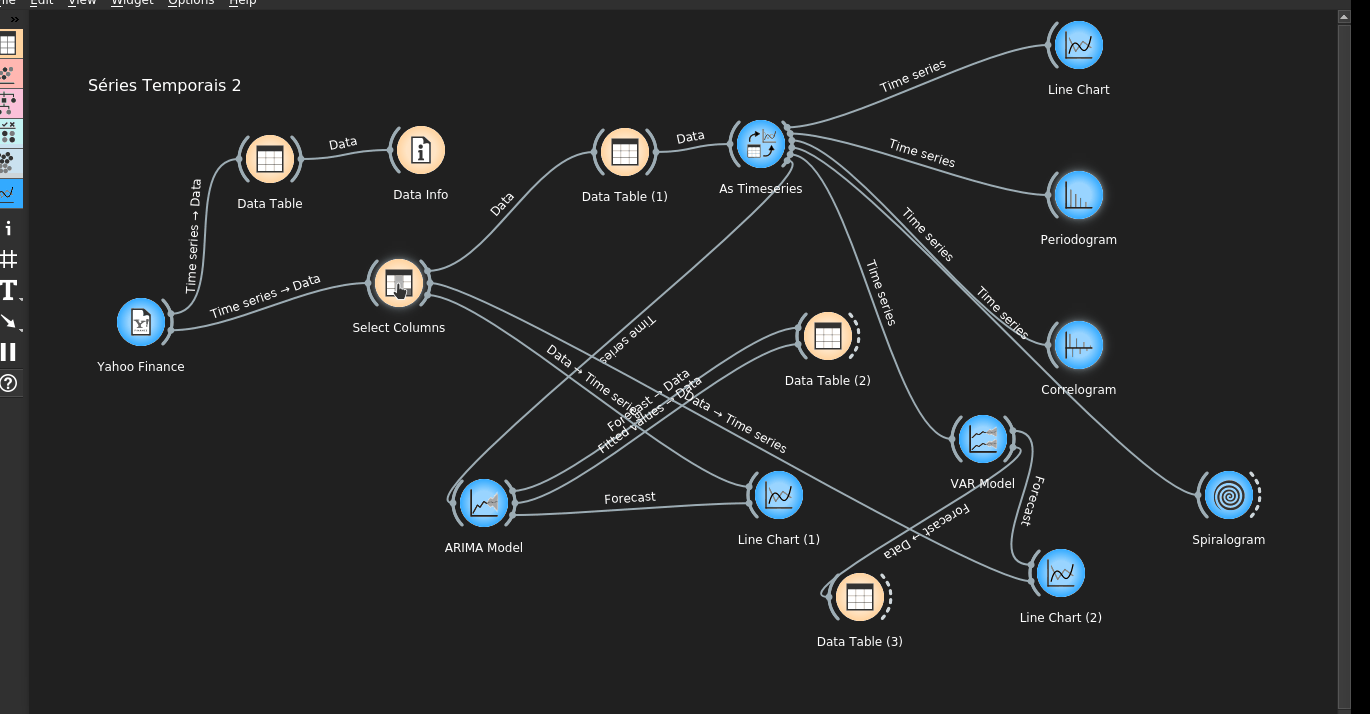 Edit View Widget Options Help
Séries Temporais 2
Line Chart
Time series
Data
Data Info
Data Table
Data
Data Table (1)
As Timeseries
Time series
Periodogram
Time series → Data
Data
Time series
Time series → Data
Select Columns
Yahoo Finance
Time series
Time series
Time series
Data Table (2)
Correlogram
Data → Time series
Forecast → Data
Fitted values → Data
Data → Time series
VAR Model
Forecast
Forecast
ARIMA Model
Line Chart (1)
Forecast → Data
Spiralogram
Line Chart (2)
Data Table (3)
YAHOO!
FINANCE